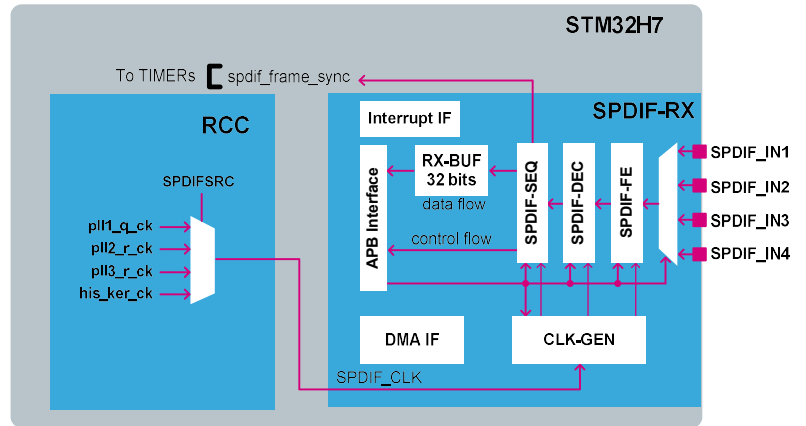 STM32H7
To TIMERs
spdif_frame_sync
RCC
SPDIFSRC
pll1_q_ck
pll2_r_ck
pll3_r_ck
his_ker_ck
SPDIF-RX
Interrupt IF
APB Interface
RX-BUF
32 bits
data flow
control flow
SPDIF-SEQ
SPDIF-DEC
SPDIF-FE
SPDIF_IN1
SPDIF_IN2
SPDIF_IN3
SPDIF_IN4
DMA IF
CLK-GEN
SPDIF_CLK